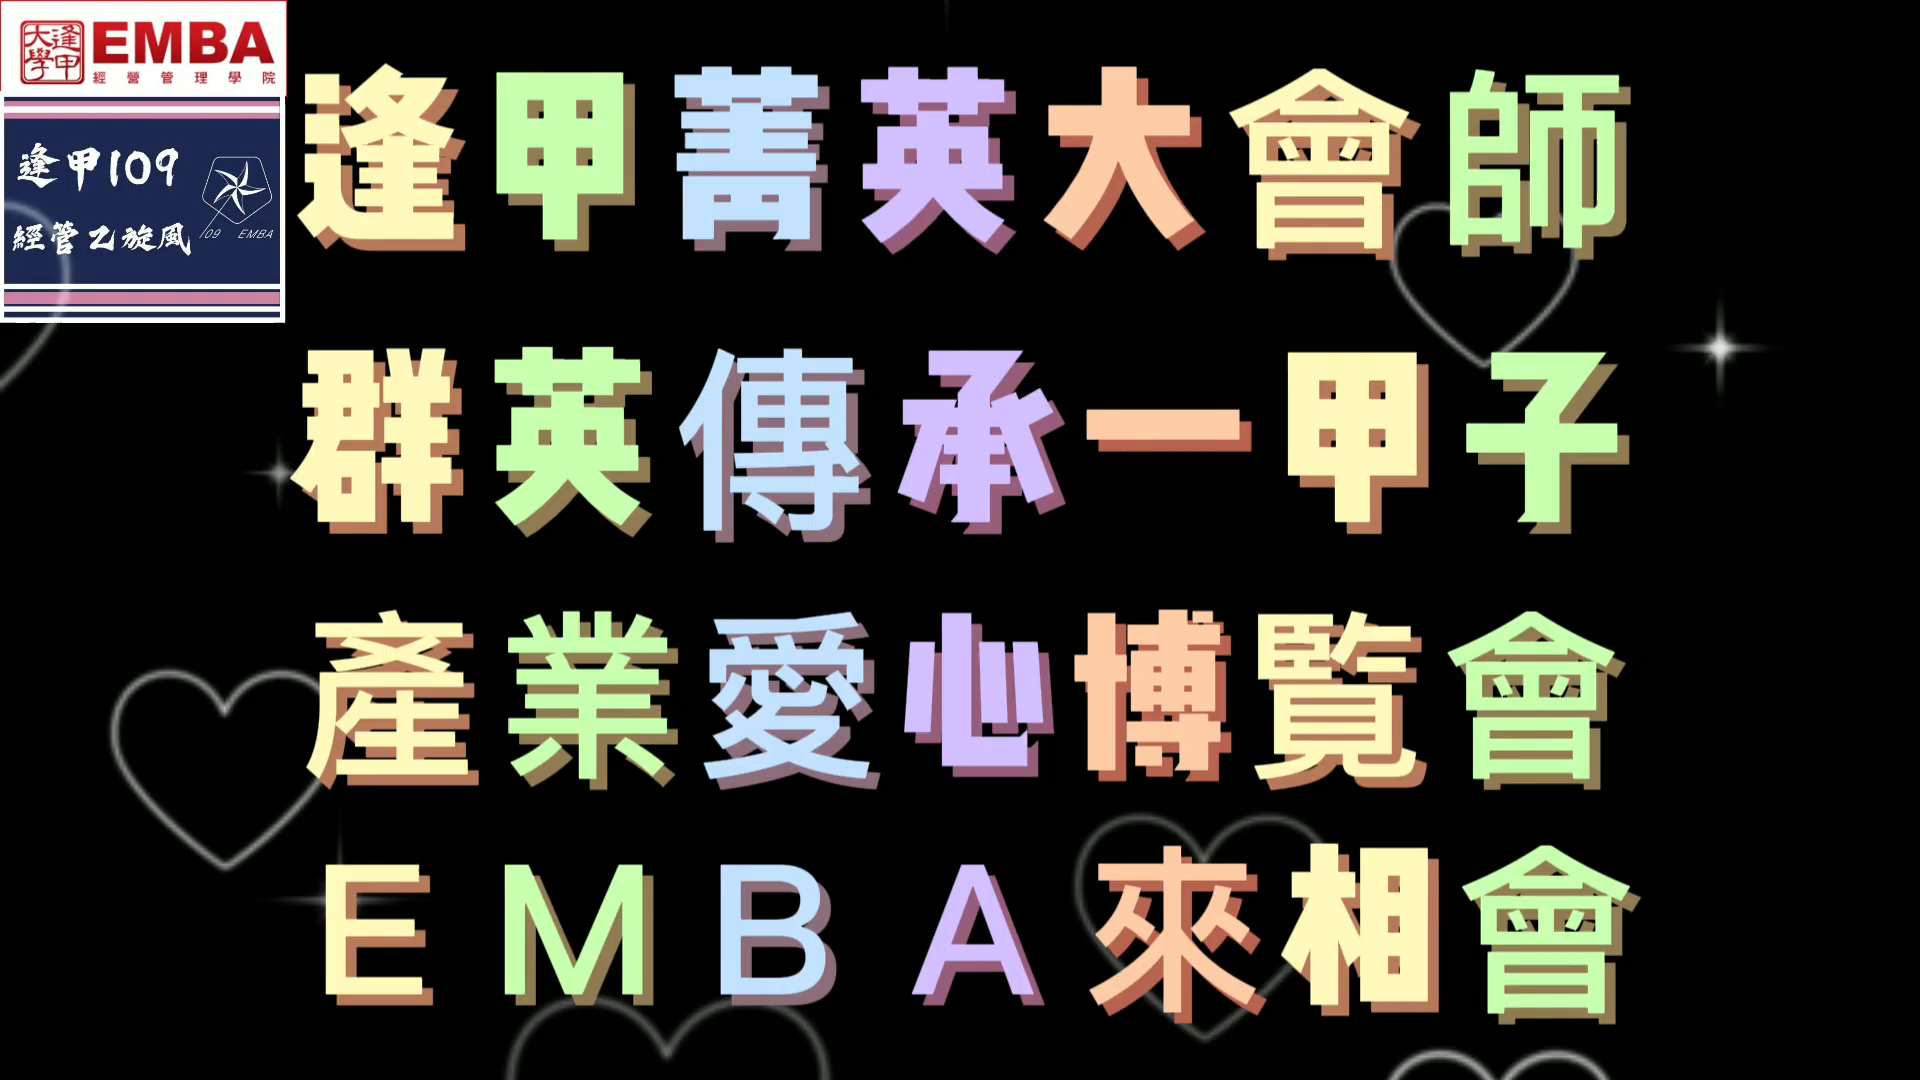 逢甲大學 EMBA
經營管理學院
逢甲109
經管乙旋風
109 EMBA
逢甲菁英大會師
群英傳承一甲子
產業愛心博覽會
EMBA來相會